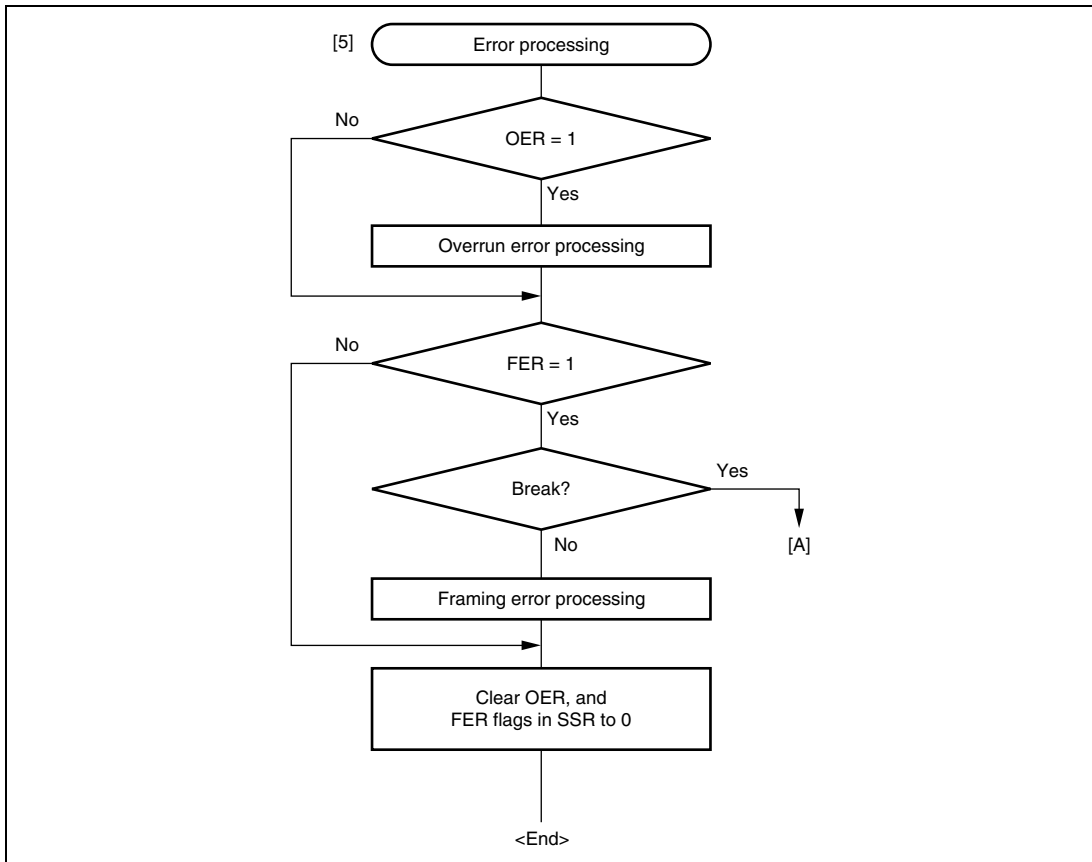 [5]
Error processing
No
OER = 1
Yes
Overrun error processing
No
FER = 1
Yes
Break?
Yes
[A]
No
Framing error processing
Clear OER, and
FER flags in SSR to 0
<End>